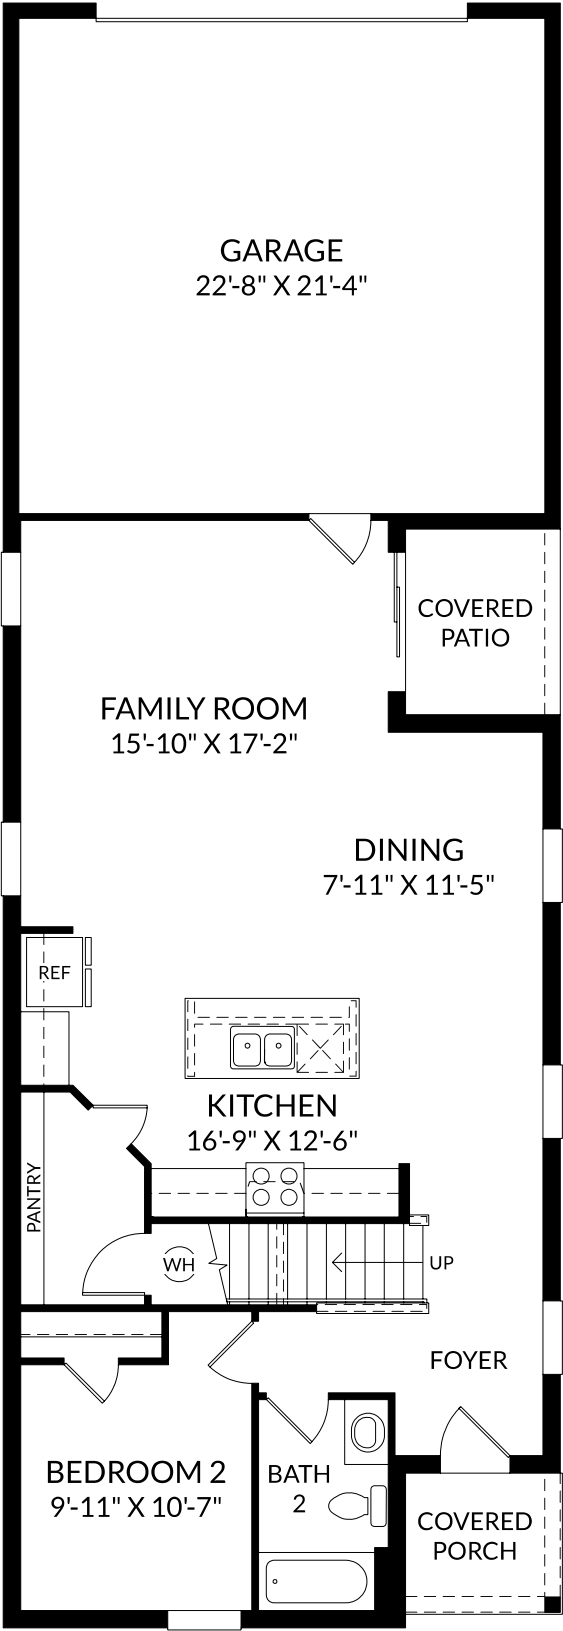 GARAGE
22'-8" X 21'-4"
COVERED
PATIO
FAMILY ROOM
15'-10" X 17'-2"
DINING
7'-11" X 11'-5"
REF
KITCHEN
16'-9" X 12'-6"
PANTRY
WH
UP
FOYER
BEDROOM 2
9'-11" X 10'-7"
BATH
2
COVERED
PORCH